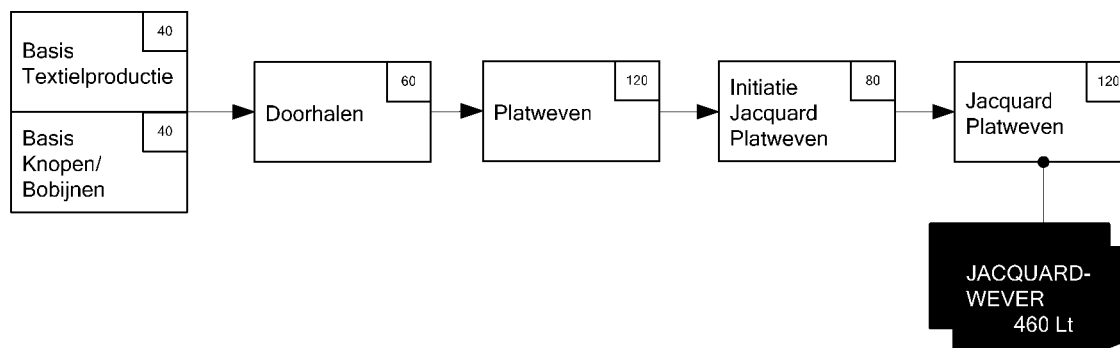 40
Basis
Textielproductie
40
Basis
Knopen/
Bobijnen
60
Doorhalen
120
Platweven
80
Initiatie
Jacquard
Platweven
120
Jacquard
Platweven
JACQUARD-
WEVER
460 Lt